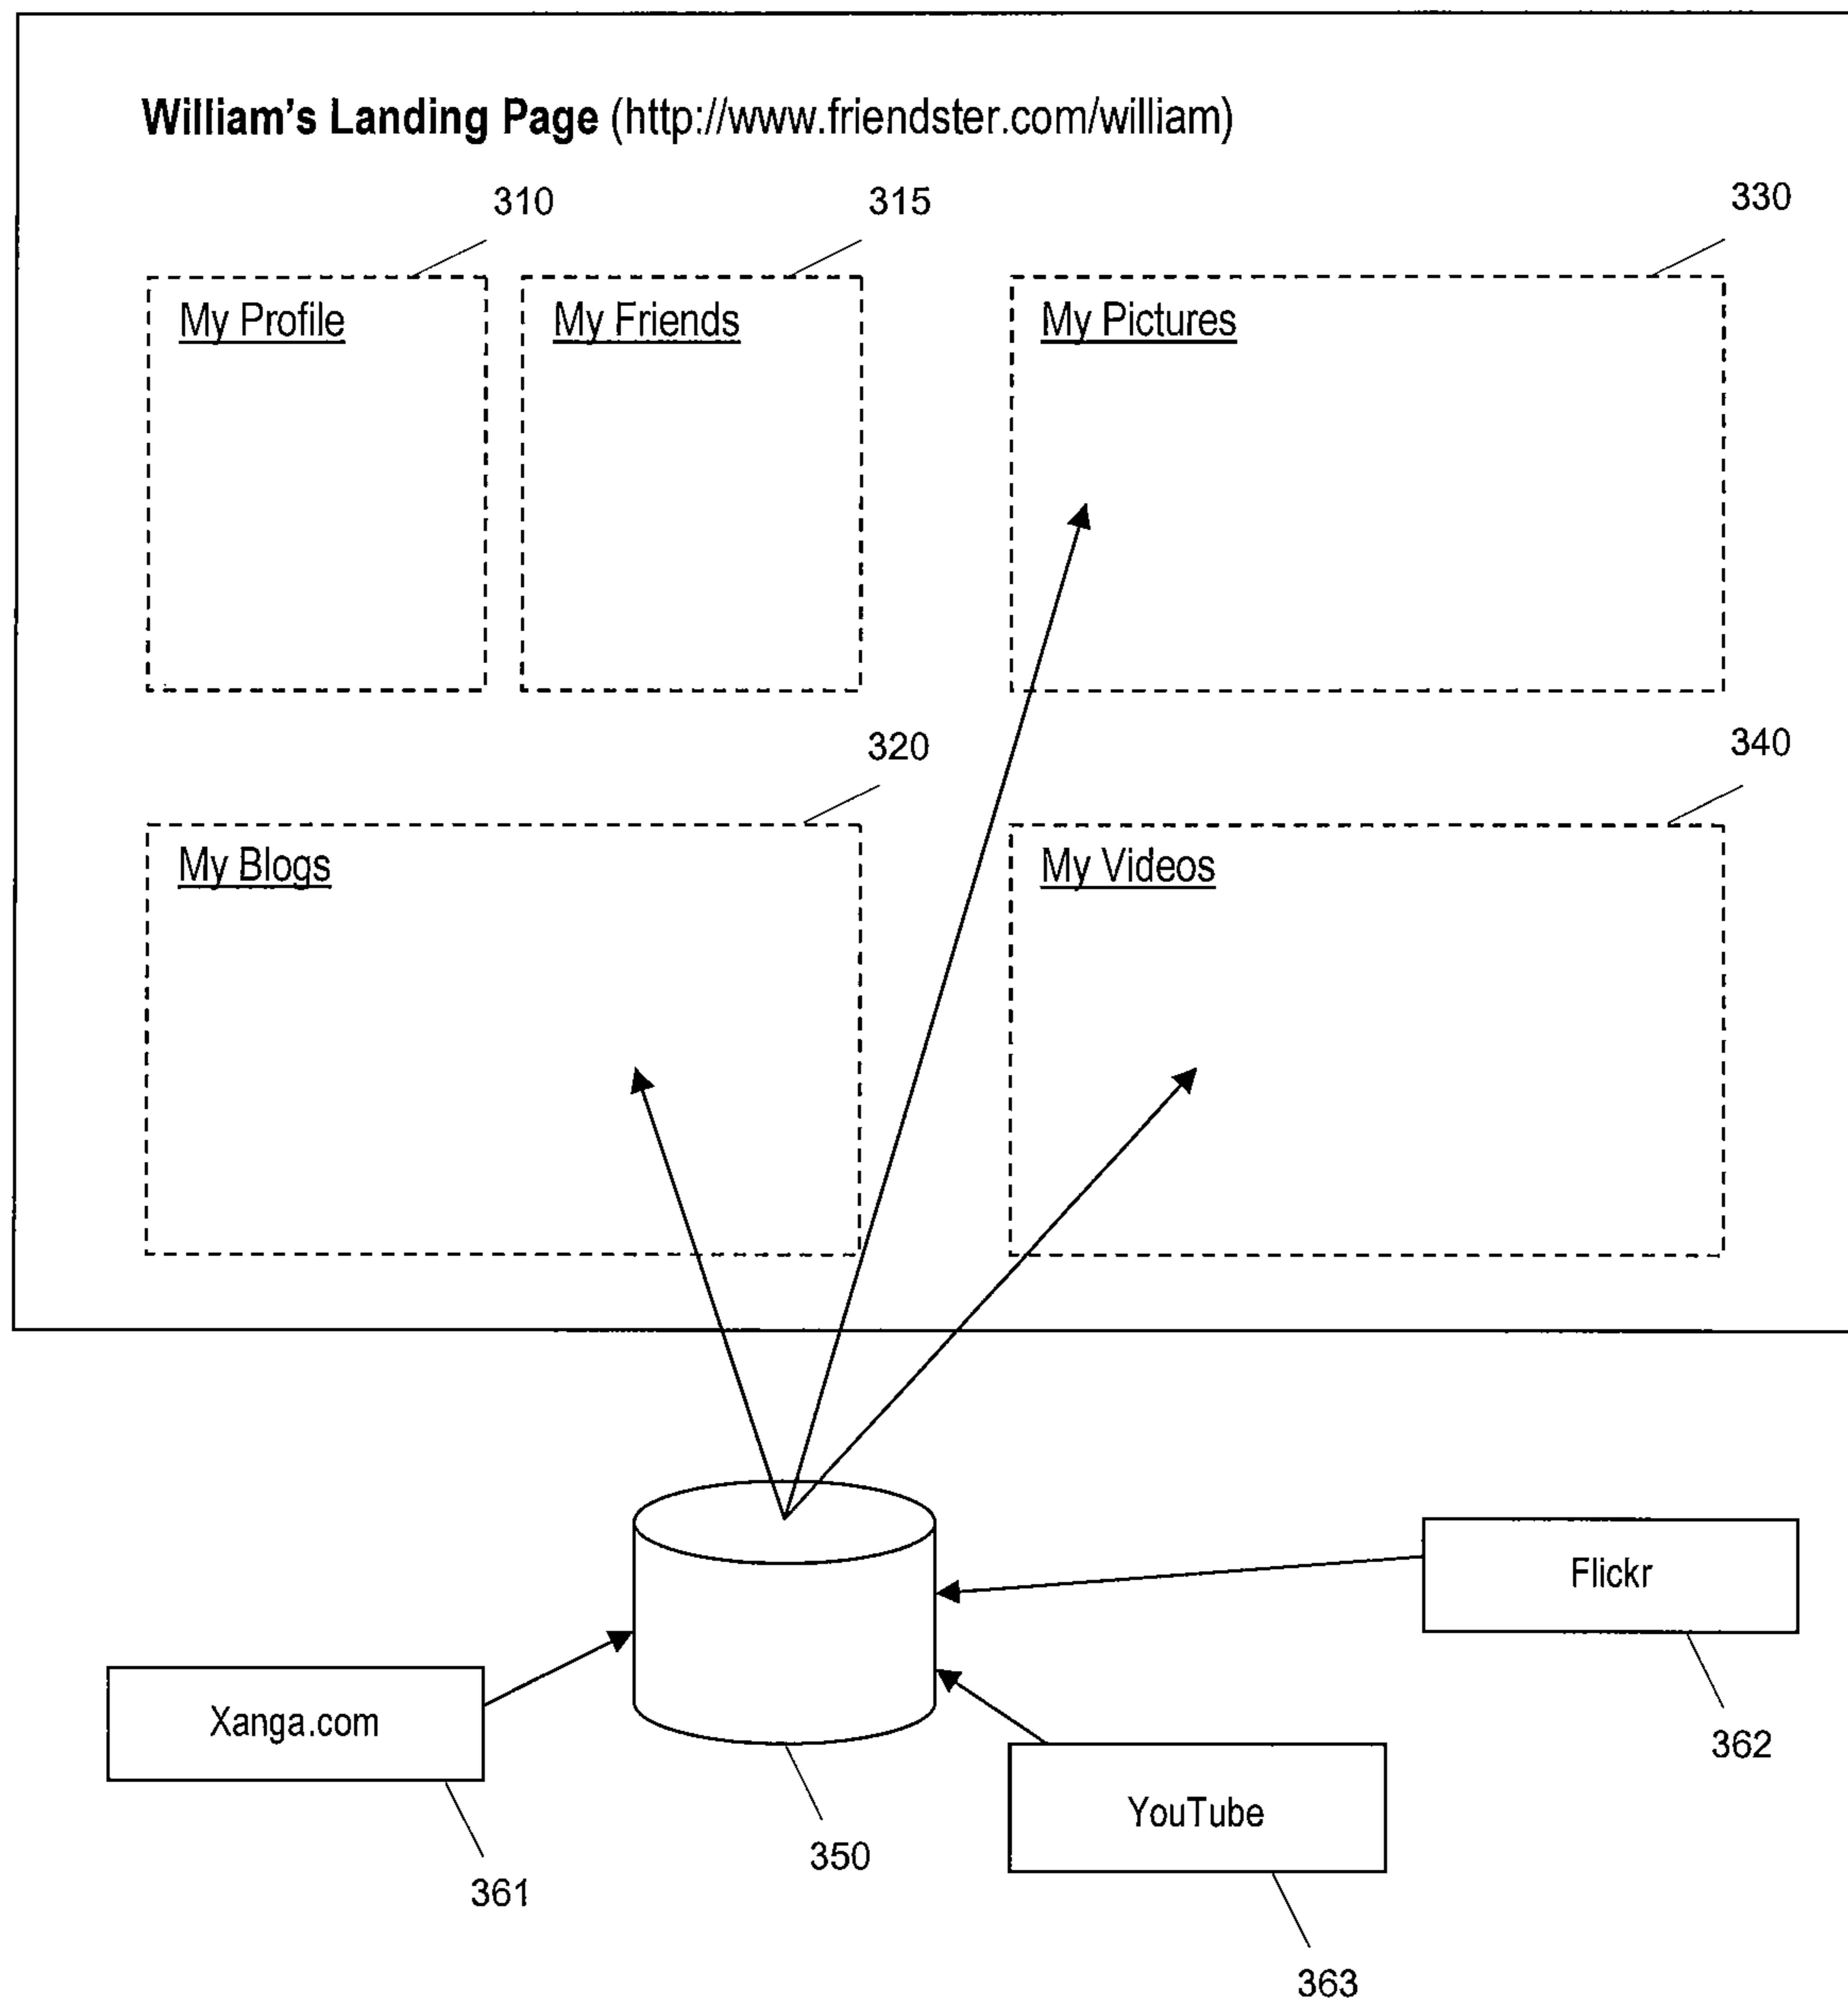 William's Landing Page (http://www.friendster.com/william)
310
315
330
My Profile
My Friends
My Pictures
320
340
My Blogs
My Videos
Flickr
Xanga.com
362
YouTube
350
361
363